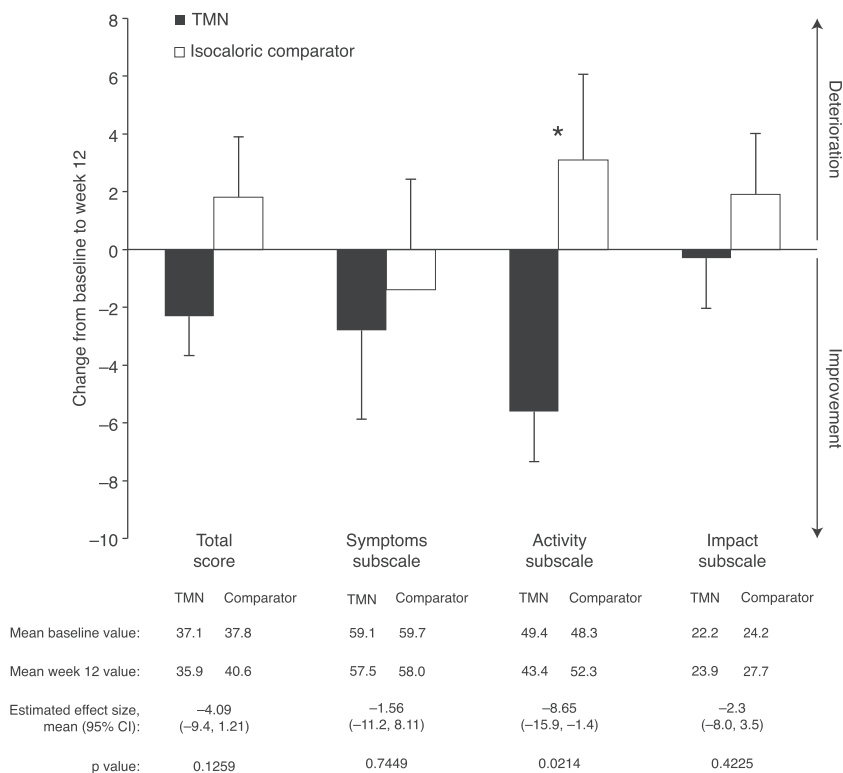 8
6
4
2
0
–2
–4
–6
–8
–10
Change from baseline to week 12
TMN
Isocaloric comparator
*
Deterioration
Improvement
Total score
Symptoms subscale
Activity subscale
Impact subscale
TMN Comparator TMN Comparator TMN Comparator TMN Comparator
Mean baseline value: 37.1 37.8 59.1 59.7 49.4 48.3 22.2 24.2
Mean week 12 value: 35.9 40.6 57.5 58.0 43.4 52.3 23.9 27.7
Estimated effect size, –4.09 –1.56 –8.65 –2.3
mean (95% CI): (–9.4, 1.21) (–11.2, 8.11) (–15.9, –1.4) (–8.0, 3.5)
p value: 0.1259 0.7449 0.0214 0.4225